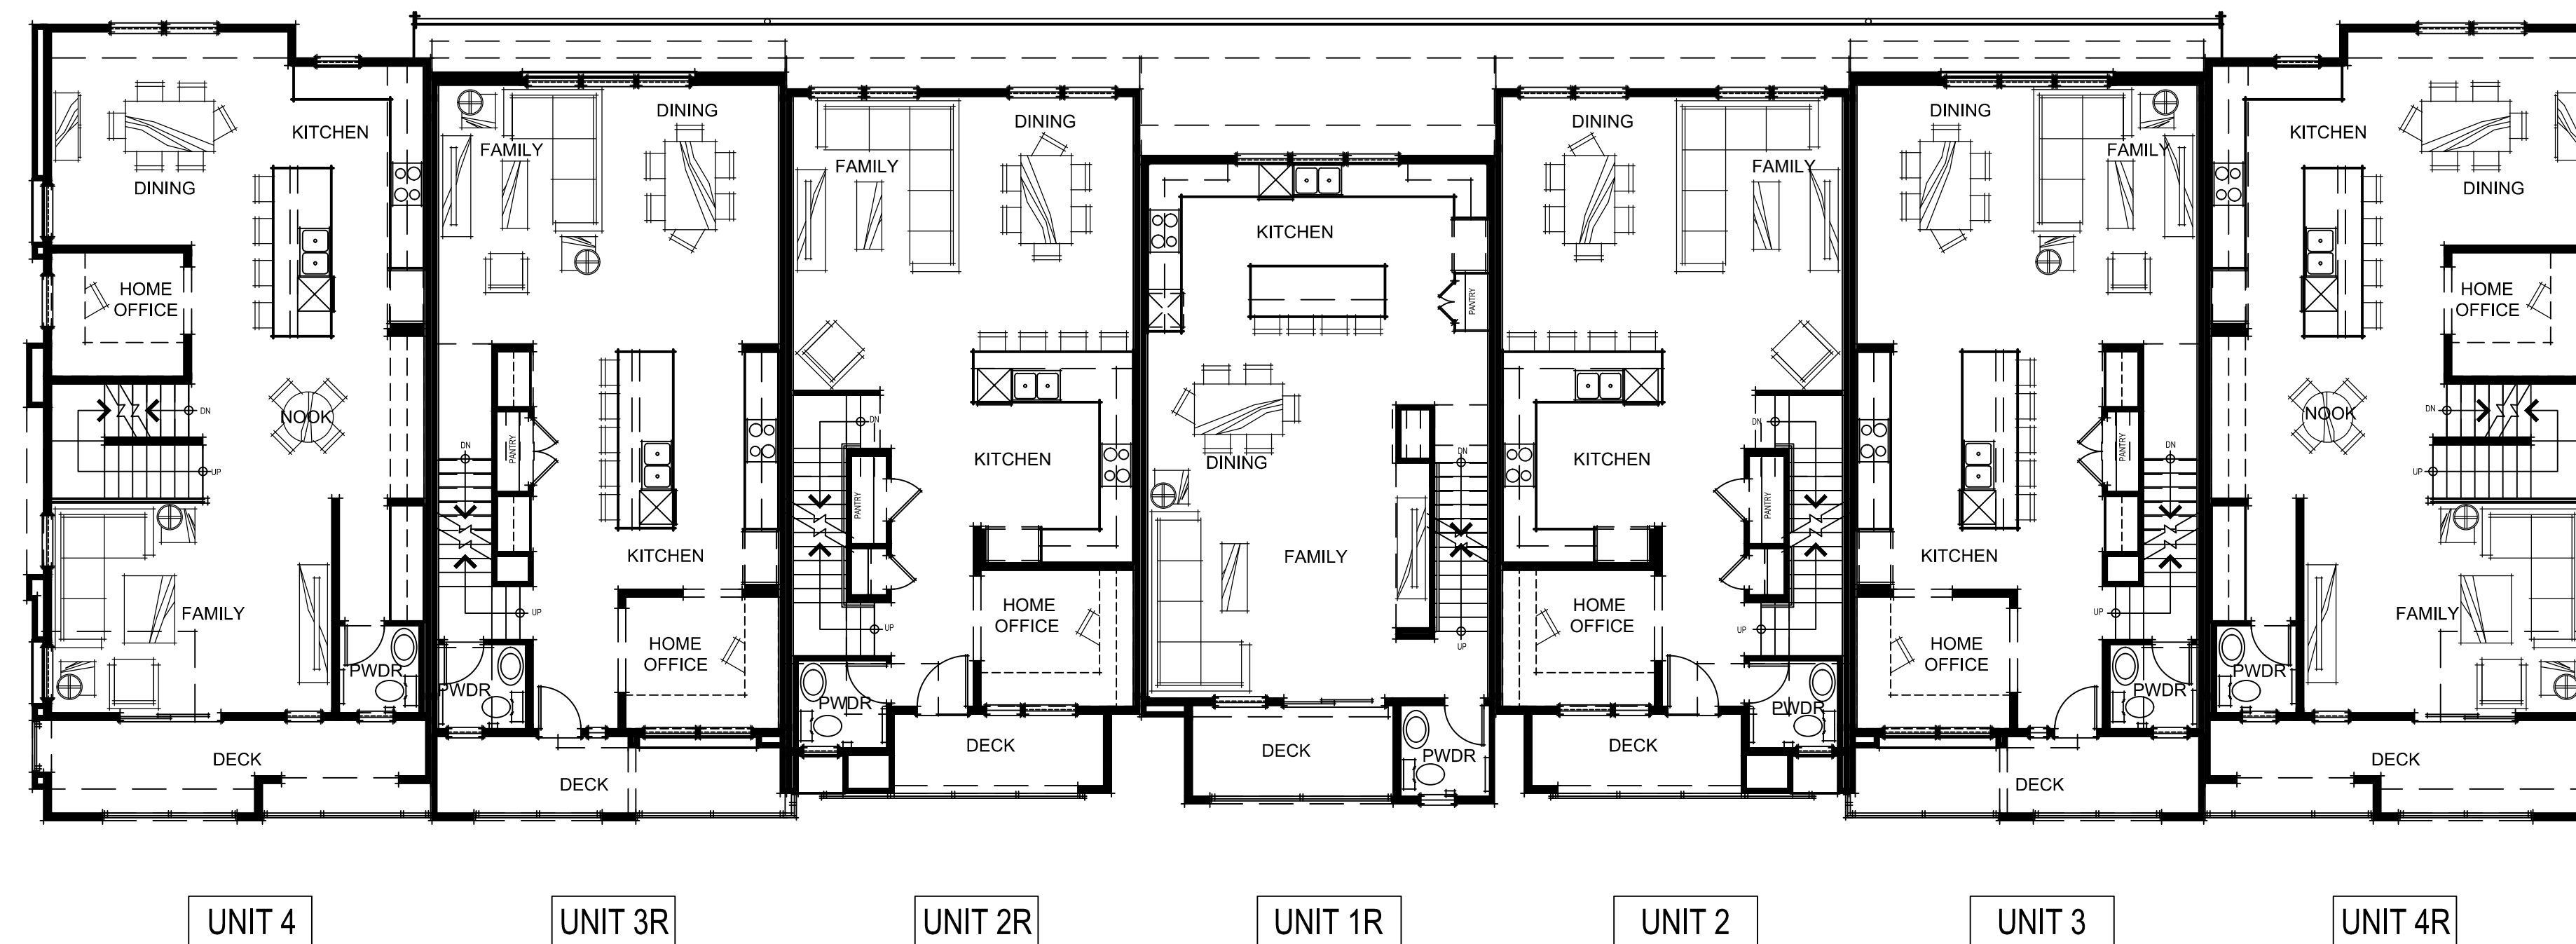 DINING
KITCHEN
HOME
OFFICE
DN
NOOK
UP
FAMILY
PWDR
DECK
UNIT 4
FAMILY
DINING
DN
PANTRY
KITCHEN
UP
HOME
OFFICE
PWDR
DECK
UNIT 3R
FAMILY
DINING
DN
PANTRY
KITCHEN
UP
HOME
OFFICE
PWDR
DECK
UNIT 2R
KITCHEN
PANTRY
DINING
DN
FAMILY
UP
DECK
PWDR
UNIT 1R
DINING
FAMILY
DN
KITCHEN
PANTRY
HOME
OFFICE
UP
PWDR
DECK
UNIT 2
DINING
FAMILY
PANTRY
DN
KITCHEN
UP
HOME
OFFICE
PWDR
DECK
UNIT 3
KITCHEN
DINING
HOME
OFFICE
DN
NOOK
UP
FAMILY
PWDR
DECK
UNIT 4R